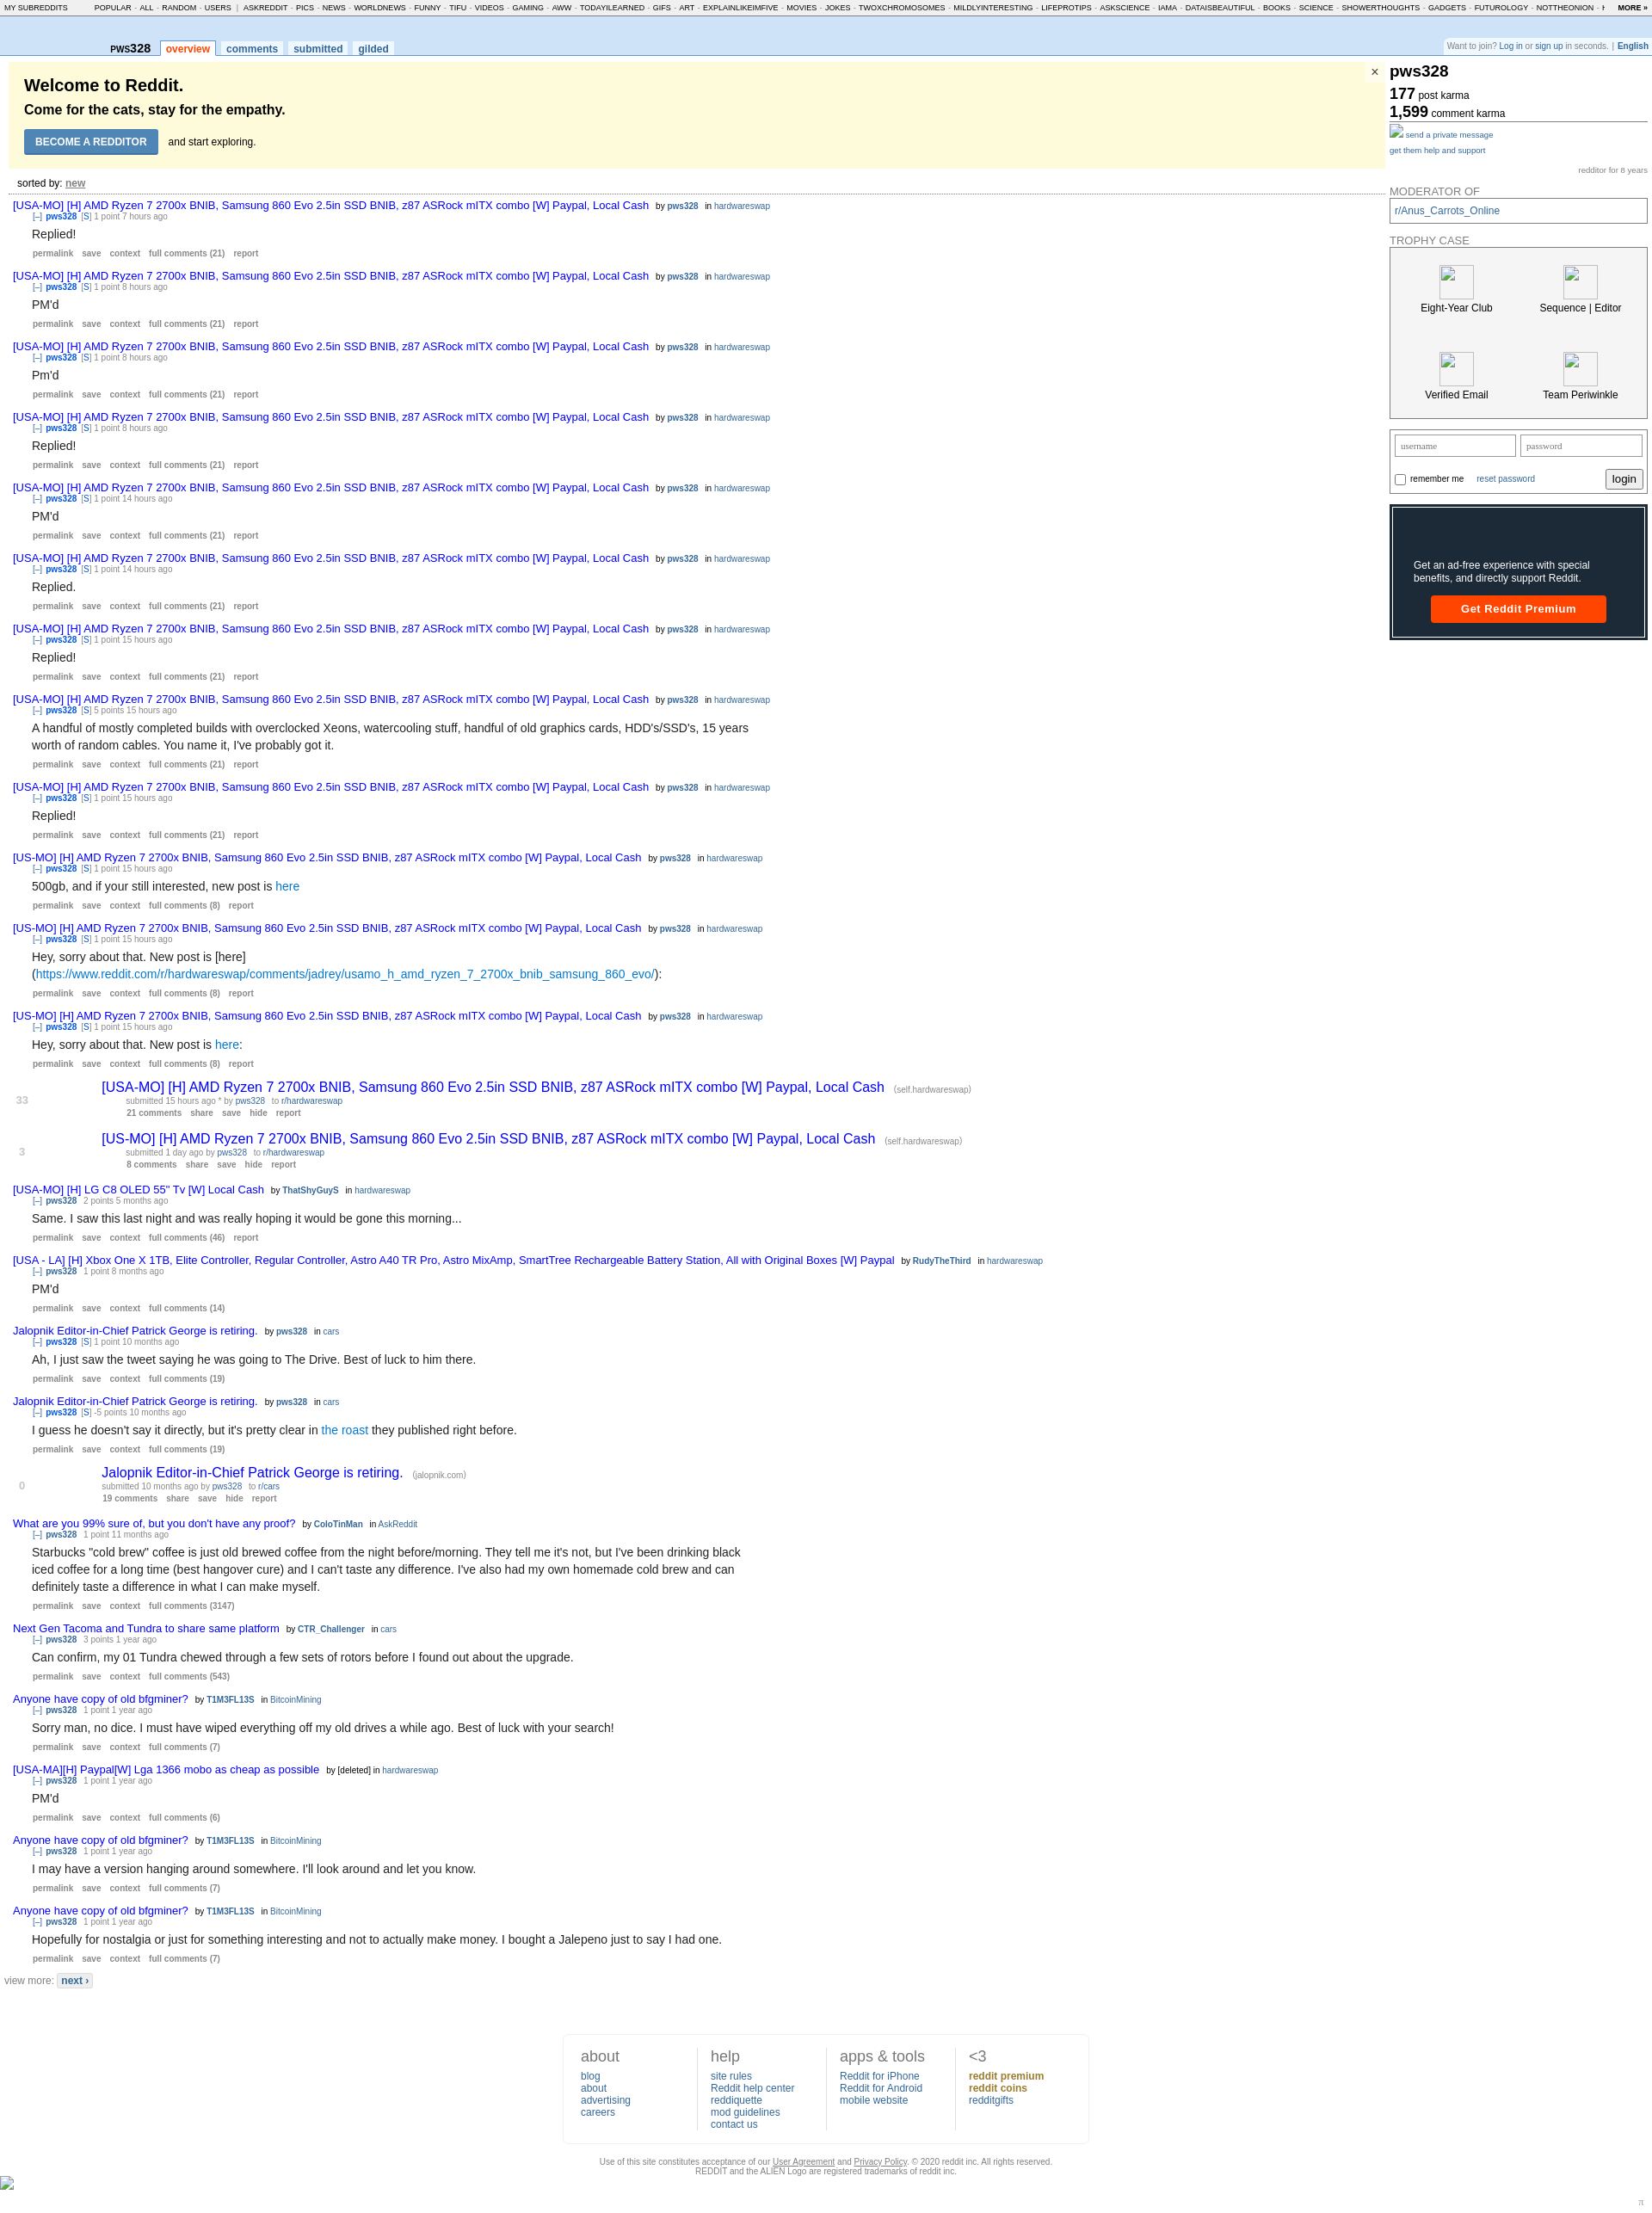 MY SUBREDDITS POPULAR - ALL - RANDOM - USERS | ASKREDDIT - PICS - NEWS - WORLDNEWS - FUNNY - TIFU - VIDEOS - GAMING - AWW - TODAYILEARNED - GIFS - ART - EXPLAINLIKEIMFIVE - MOVIES - JOKES - TWOXCHROMOSOMES - MILDLYINTERESTING - LIFEPROTIPS - ASKSCIENCE - IAMA - DATAISBEAUTIFUL - BOOKS - SCIENCE - SHOWERTHOUGHTS - GADGETS - FUTUROLOGY - NOTTHEONION - MORE »
PWS328 overview comments submitted gilded
Want to join? Log in or sign up in seconds. | English
Welcome to Reddit.
×
Come for the cats, stay for the empathy.
BECOME A REDDITOR and start exploring.
sorted by: new
[USA-MO] [H] AMD Ryzen 7 2700x BNIB, Samsung 860 Evo 2.5in SSD BNIB, z87 ASRock mITX combo [W] Paypal, Local Cash by pws328 in hardwareswap
[–] pws328 [S] 1 point 7 hours ago
Replied!
permalink save context full comments (21) report
[USA-MO] [H] AMD Ryzen 7 2700x BNIB, Samsung 860 Evo 2.5in SSD BNIB, z87 ASRock mITX combo [W] Paypal, Local Cash by pws328 in hardwareswap
[–] pws328 [S] 1 point 8 hours ago
PM'd
permalink save context full comments (21) report
[USA-MO] [H] AMD Ryzen 7 2700x BNIB, Samsung 860 Evo 2.5in SSD BNIB, z87 ASRock mITX combo [W] Paypal, Local Cash by pws328 in hardwareswap
[–] pws328 [S] 1 point 8 hours ago
Pm'd
permalink save context full comments (21) report
[USA-MO] [H] AMD Ryzen 7 2700x BNIB, Samsung 860 Evo 2.5in SSD BNIB, z87 ASRock mITX combo [W] Paypal, Local Cash by pws328 in hardwareswap
[–] pws328 [S] 1 point 8 hours ago
Replied!
permalink save context full comments (21) report
[USA-MO] [H] AMD Ryzen 7 2700x BNIB, Samsung 860 Evo 2.5in SSD BNIB, z87 ASRock mITX combo [W] Paypal, Local Cash by pws328 in hardwareswap
[–] pws328 [S] 1 point 14 hours ago
PM'd
permalink save context full comments (21) report
[USA-MO] [H] AMD Ryzen 7 2700x BNIB, Samsung 860 Evo 2.5in SSD BNIB, z87 ASRock mITX combo [W] Paypal, Local Cash by pws328 in hardwareswap
[–] pws328 [S] 1 point 14 hours ago
Replied.
permalink save context full comments (21) report
[USA-MO] [H] AMD Ryzen 7 2700x BNIB, Samsung 860 Evo 2.5in SSD BNIB, z87 ASRock mITX combo [W] Paypal, Local Cash by pws328 in hardwareswap
[–] pws328 [S] 1 point 15 hours ago
Replied!
permalink save context full comments (21) report
[USA-MO] [H] AMD Ryzen 7 2700x BNIB, Samsung 860 Evo 2.5in SSD BNIB, z87 ASRock mITX combo [W] Paypal, Local Cash by pws328 in hardwareswap
[–] pws328 [S] 5 points 15 hours ago
A handful of mostly completed builds with overclocked Xeons, watercooling stuff, handful of old graphics cards, HDD's/SSD's, 15 years
worth of random cables. You name it, I've probably got it.
permalink save context full comments (21) report
[USA-MO] [H] AMD Ryzen 7 2700x BNIB, Samsung 860 Evo 2.5in SSD BNIB, z87 ASRock mITX combo [W] Paypal, Local Cash by pws328 in hardwareswap
[–] pws328 [S] 1 point 15 hours ago
Replied!
permalink save context full comments (21) report
[US-MO] [H] AMD Ryzen 7 2700x BNIB, Samsung 860 Evo 2.5in SSD BNIB, z87 ASRock mITX combo [W] Paypal, Local Cash by pws328 in hardwareswap
[–] pws328 [S] 1 point 15 hours ago
500gb, and if your still interested, new post is here
permalink save context full comments (8) report
[US-MO] [H] AMD Ryzen 7 2700x BNIB, Samsung 860 Evo 2.5in SSD BNIB, z87 ASRock mITX combo [W] Paypal, Local Cash by pws328 in hardwareswap
[–] pws328 [S] 1 point 15 hours ago
Hey, sorry about that. New post is [here]
(https://www.reddit.com/r/hardwareswap/comments/jadrey/usamo_h_amd_ryzen_7_2700x_bnib_samsung_860_evo/):
permalink save context full comments (8) report
[US-MO] [H] AMD Ryzen 7 2700x BNIB, Samsung 860 Evo 2.5in SSD BNIB, z87 ASRock mITX combo [W] Paypal, Local Cash by pws328 in hardwareswap
[–] pws328 [S] 1 point 15 hours ago
Hey, sorry about that. New post is here:
permalink save context full comments (8) report
[USA-MO] [H] AMD Ryzen 7 2700x BNIB, Samsung 860 Evo 2.5in SSD BNIB, z87 ASRock mITX combo [W] Paypal, Local Cash (self.hardwareswap)
33 submitted 15 hours ago * by pws328 to r/hardwareswap
21 comments share save hide report
[US-MO] [H] AMD Ryzen 7 2700x BNIB, Samsung 860 Evo 2.5in SSD BNIB, z87 ASRock mITX combo [W] Paypal, Local Cash (self.hardwareswap)
3 submitted 1 day ago by pws328 to r/hardwareswap
8 comments share save hide report
[USA-MO] [H] LG C8 OLED 55" Tv [W] Local Cash by ThatShyGuyS in hardwareswap
[–] pws328 2 points 5 months ago
Same. I saw this last night and was really hoping it would be gone this morning...
permalink save context full comments (46) report
[USA - LA] [H] Xbox One X 1TB, Elite Controller, Regular Controller, Astro A40 TR Pro, Astro MixAmp, SmartTree Rechargeable Battery Station, All with Original Boxes [W] Paypal by RudyTheThird in hardwareswap
[–] pws328 1 point 8 months ago
PM'd
permalink save context full comments (14)
Jalopnik Editor-in-Chief Patrick George is retiring. by pws328 in cars
[–] pws328 [S] 1 point 10 months ago
Ah, I just saw the tweet saying he was going to The Drive. Best of luck to him there.
permalink save context full comments (19)
Jalopnik Editor-in-Chief Patrick George is retiring. by pws328 in cars
[–] pws328 [S] -5 points 10 months ago
I guess he doesn't say it directly, but it's pretty clear in the roast they published right before.
permalink save context full comments (19)
Jalopnik Editor-in-Chief Patrick George is retiring. (jalopnik.com)
0 submitted 10 months ago by pws328 to r/cars
19 comments share save hide report
What are you 99% sure of, but you don't have any proof? by ColoTinMan in AskReddit
[–] pws328 1 point 11 months ago
Starbucks "cold brew" coffee is just old brewed coffee from the night before/morning. They tell me it's not, but I've been drinking black
iced coffee for a long time (best hangover cure) and I can't taste any difference. I've also had my own homemade cold brew and can
definitely taste a difference in what I can make myself.
permalink save context full comments (3147)
Next Gen Tacoma and Tundra to share same platform by CTR_Challenger in cars
[–] pws328 3 points 1 year ago
Can confirm, my 01 Tundra chewed through a few sets of rotors before I found out about the upgrade.
permalink save context full comments (543)
Anyone have copy of old bfgminer? by T1M3FL13S in BitcoinMining
[–] pws328 1 point 1 year ago
Sorry man, no dice. I must have wiped everything off my old drives a while ago. Best of luck with your search!
permalink save context full comments (7)
[USA-MA][H] Paypal[W] Lga 1366 mobo as cheap as possible by [deleted] in hardwareswap
[–] pws328 1 point 1 year ago
PM'd
permalink save context full comments (6)
Anyone have copy of old bfgminer? by T1M3FL13S in BitcoinMining
[–] pws328 1 point 1 year ago
I may have a version hanging around somewhere. I'll look around and let you know.
permalink save context full comments (7)
Anyone have copy of old bfgminer? by T1M3FL13S in BitcoinMining
[–] pws328 1 point 1 year ago
Hopefully for nostalgia or just for something interesting and not to actually make money. I bought a Jalepeno just to say I had one.
permalink save context full comments (7)
view more: next ›
pws328
177 post karma
1,599 comment karma
send a private message
get them help and support
redditor for 8 years
MODERATOR OF
r/Anus_Carrots_Online
TROPHY CASE
Eight-Year Club Sequence | Editor
Verified Email Team Periwinkle
username password
remember me reset password login
Get an ad-free experience with special
benefits, and directly support Reddit.
Get Reddit Premium
about
blog
about
advertising
careers
help
site rules
Reddit help center
reddiquette
mod guidelines
contact us
apps & tools
Reddit for iPhone
Reddit for Android
mobile website
<3
reddit premium
reddit coins
redditgifts
Use of this site constitutes acceptance of our User Agreement and Privacy Policy. © 2020 reddit inc. All rights reserved.
REDDIT and the ALIEN Logo are registered trademarks of reddit inc.
π